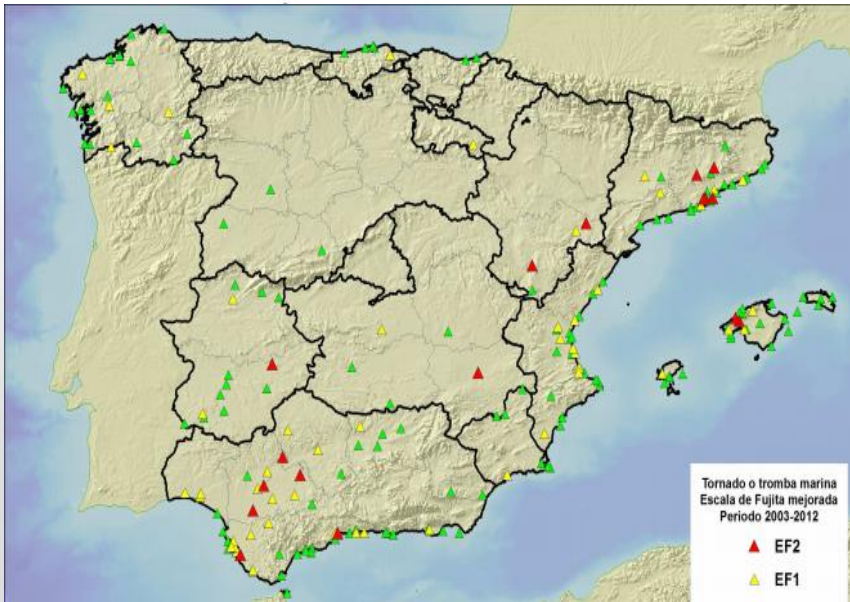 Tornado o tromba marina
Escala de Fujita mejorada
Periodo 2003-2012
EF2
EF1